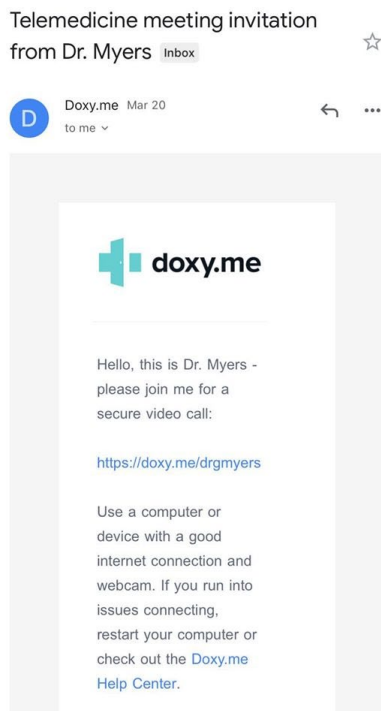 Telemedicine meeting invitation
from Dr. Myers Inbox
Doxy.me Mar 20
D
to me
doxy.me
Hello, this is Dr. Myers -
please join me for a
secure video call:
https://doxy.me/drgmyers
Use a computer or
device with a good
internet connection and
webcam. If you run into
issues connecting,
restart your computer or
check out the Doxy.me
Help Center.